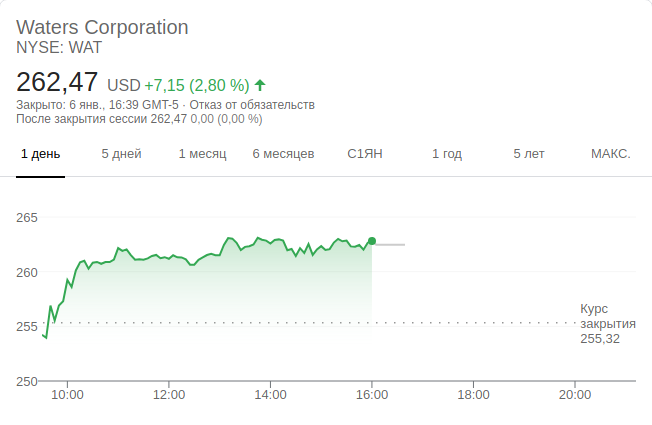 Waters Corporation
NYSE: WAT
262,47 USD +7,15 (2,80 %)
Закрыто: 6 янв., 16:39 GMT-5 · Отказ от обязательств
После закрытия сессии 262,47 0,00 (0,00 %)
1 день 5 дней 1 месяц 6 месяцев С1ЯН 1 год 5 лет МАКС.
265
260
255
250
Курс
закрытия
255,32
10:00 12:00 14:00 16:00 18:00 20:00